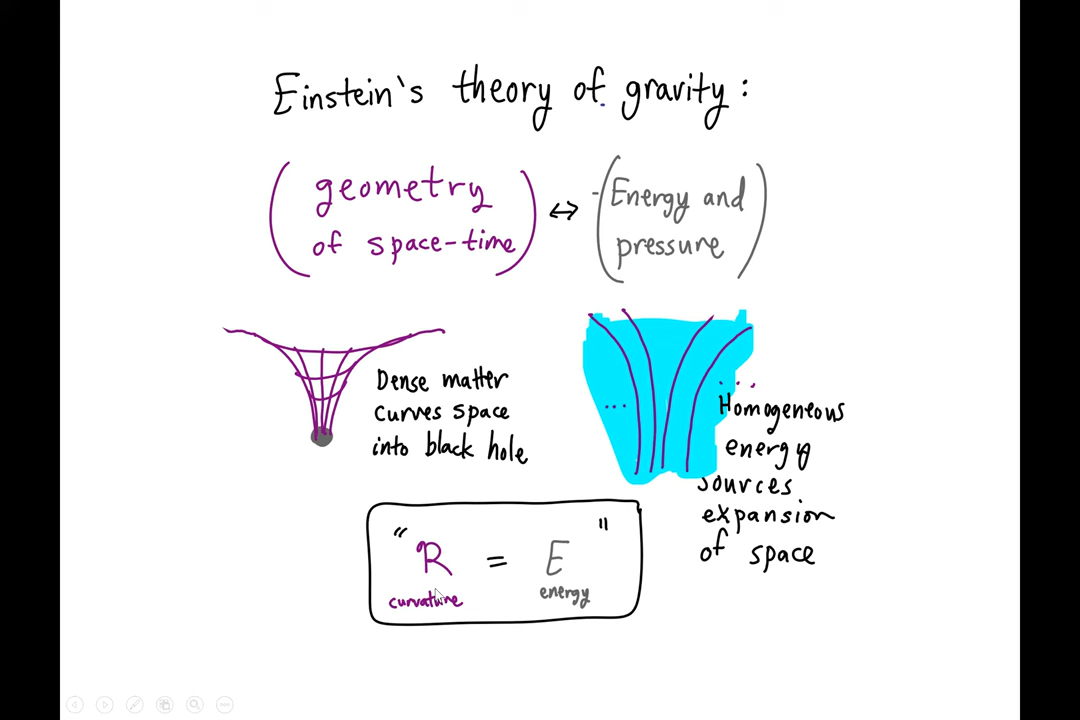 Einstein's theory of gravity:
(geometry of space-time) ↔ (Energy and pressure)
Dense matter
curves space
into black hole
...
...
Homogeneous
energy
sources
expansion
of space
"R = E"
curvature
energy